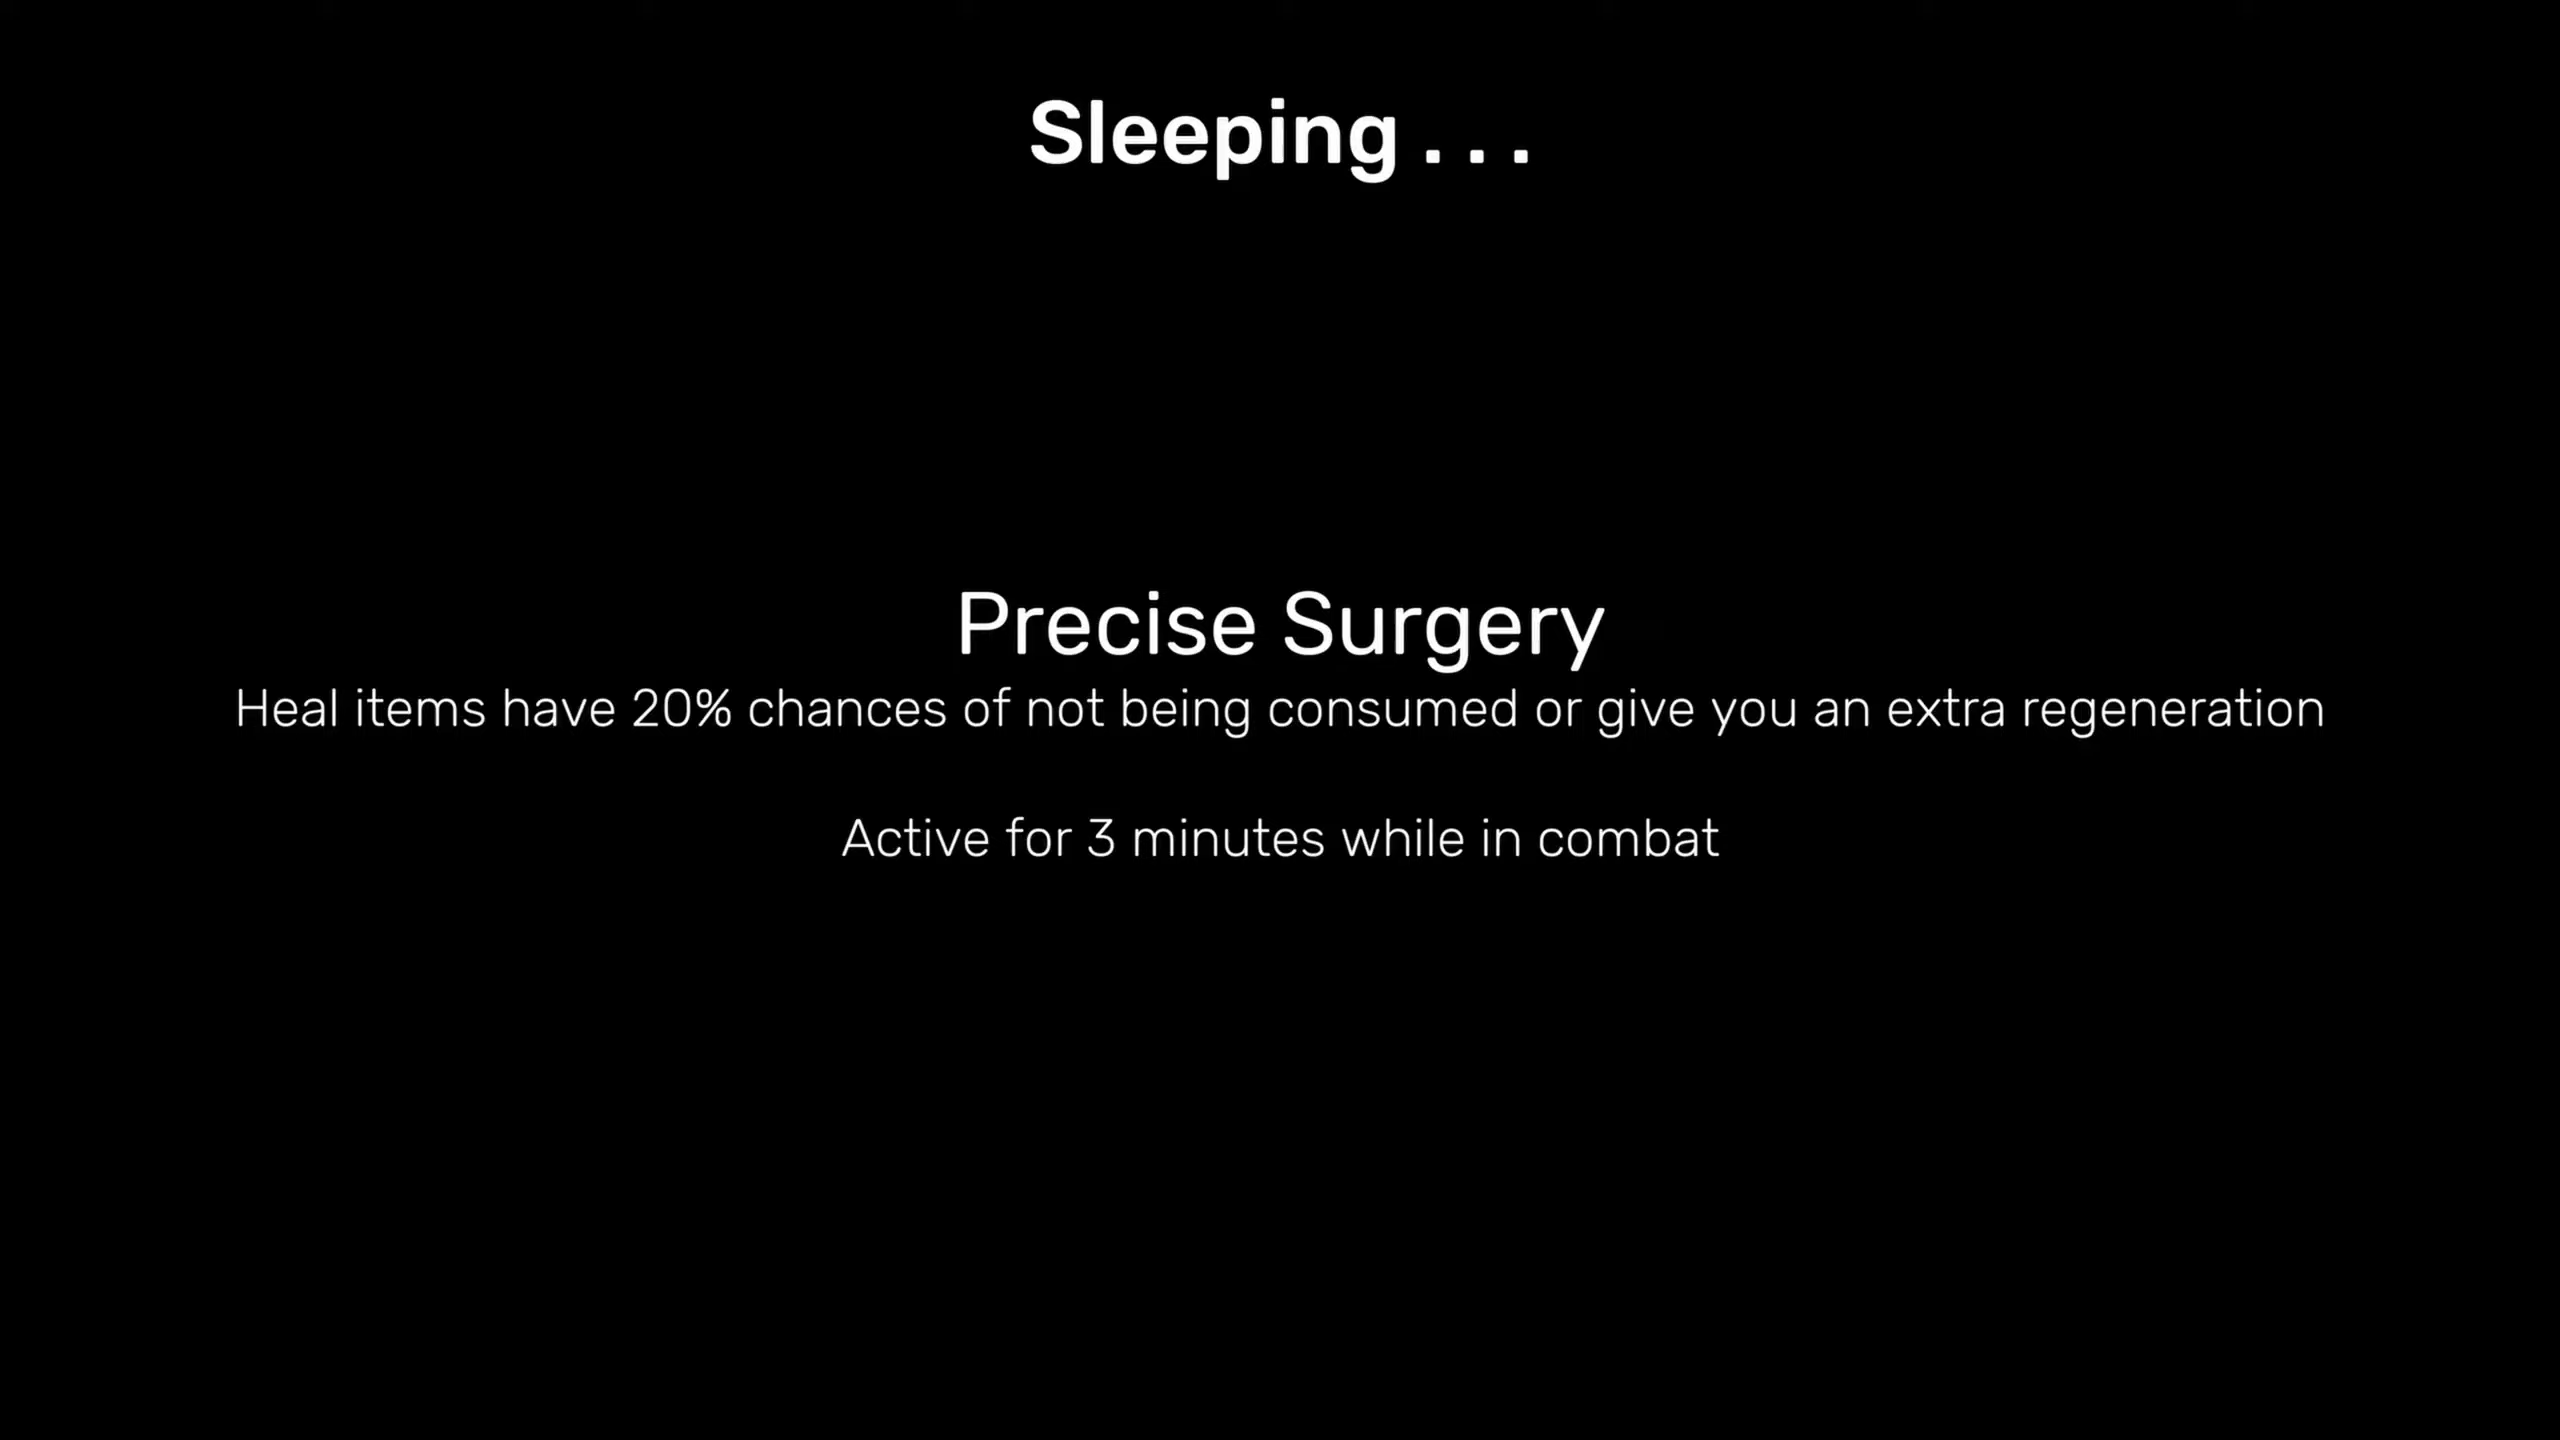 Sleeping . . .
Precise Surgery
Heal items have 20% chances of not being consumed or give you an extra regeneration
Active for 3 minutes while in combat